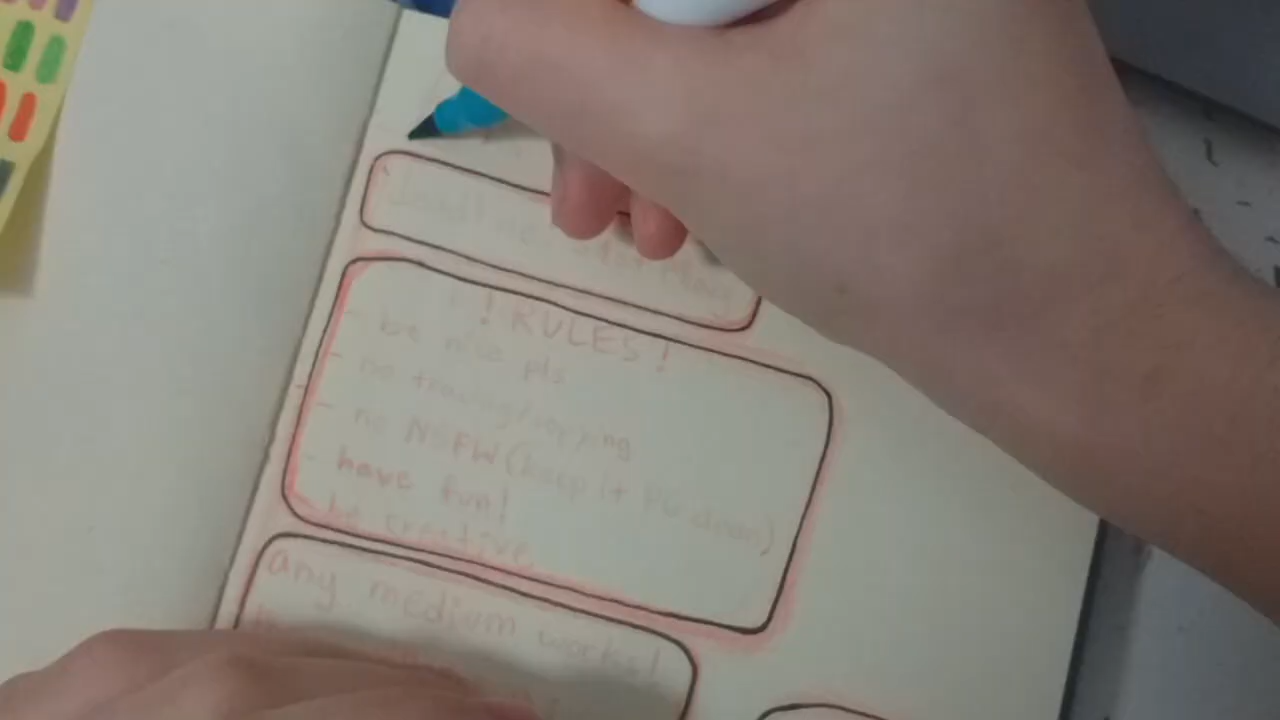 ! RULES !
- be nice pls
- no tracing/copying
- no NSFW (keep it PG clean)
- have fun!
- be creative
any medium works!